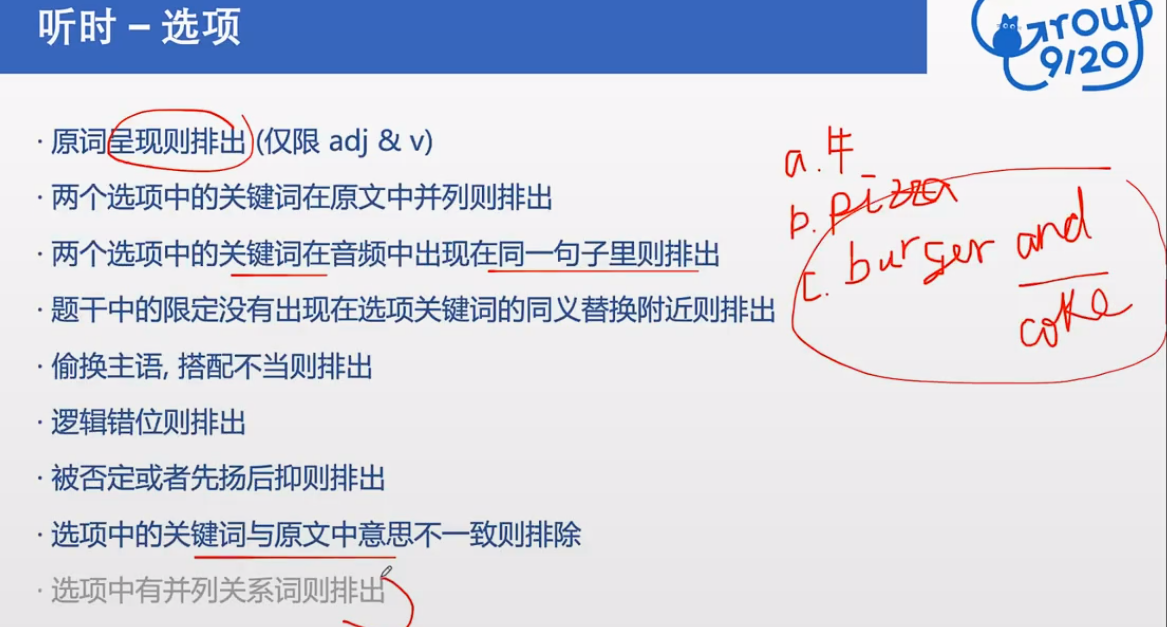 听时 – 选项
Group
9/20
· 原词呈现则排出 (仅限 adj & v)
· 两个选项中的关键词在原文中并列则排出
· 两个选项中的关键词在音频中出现在同一句子里则排出
· 题干中的限定没有出现在选项关键词的同义替换附近则排出
· 偷换主语, 搭配不当则排出
· 逻辑错位则排出
· 被否定或者先扬后抑则排出
· 选项中的关键词与原文中意思不一致则排除
· 选项中有并列关系词则排出
a. 牛
b. pizza
c. burger and
coke